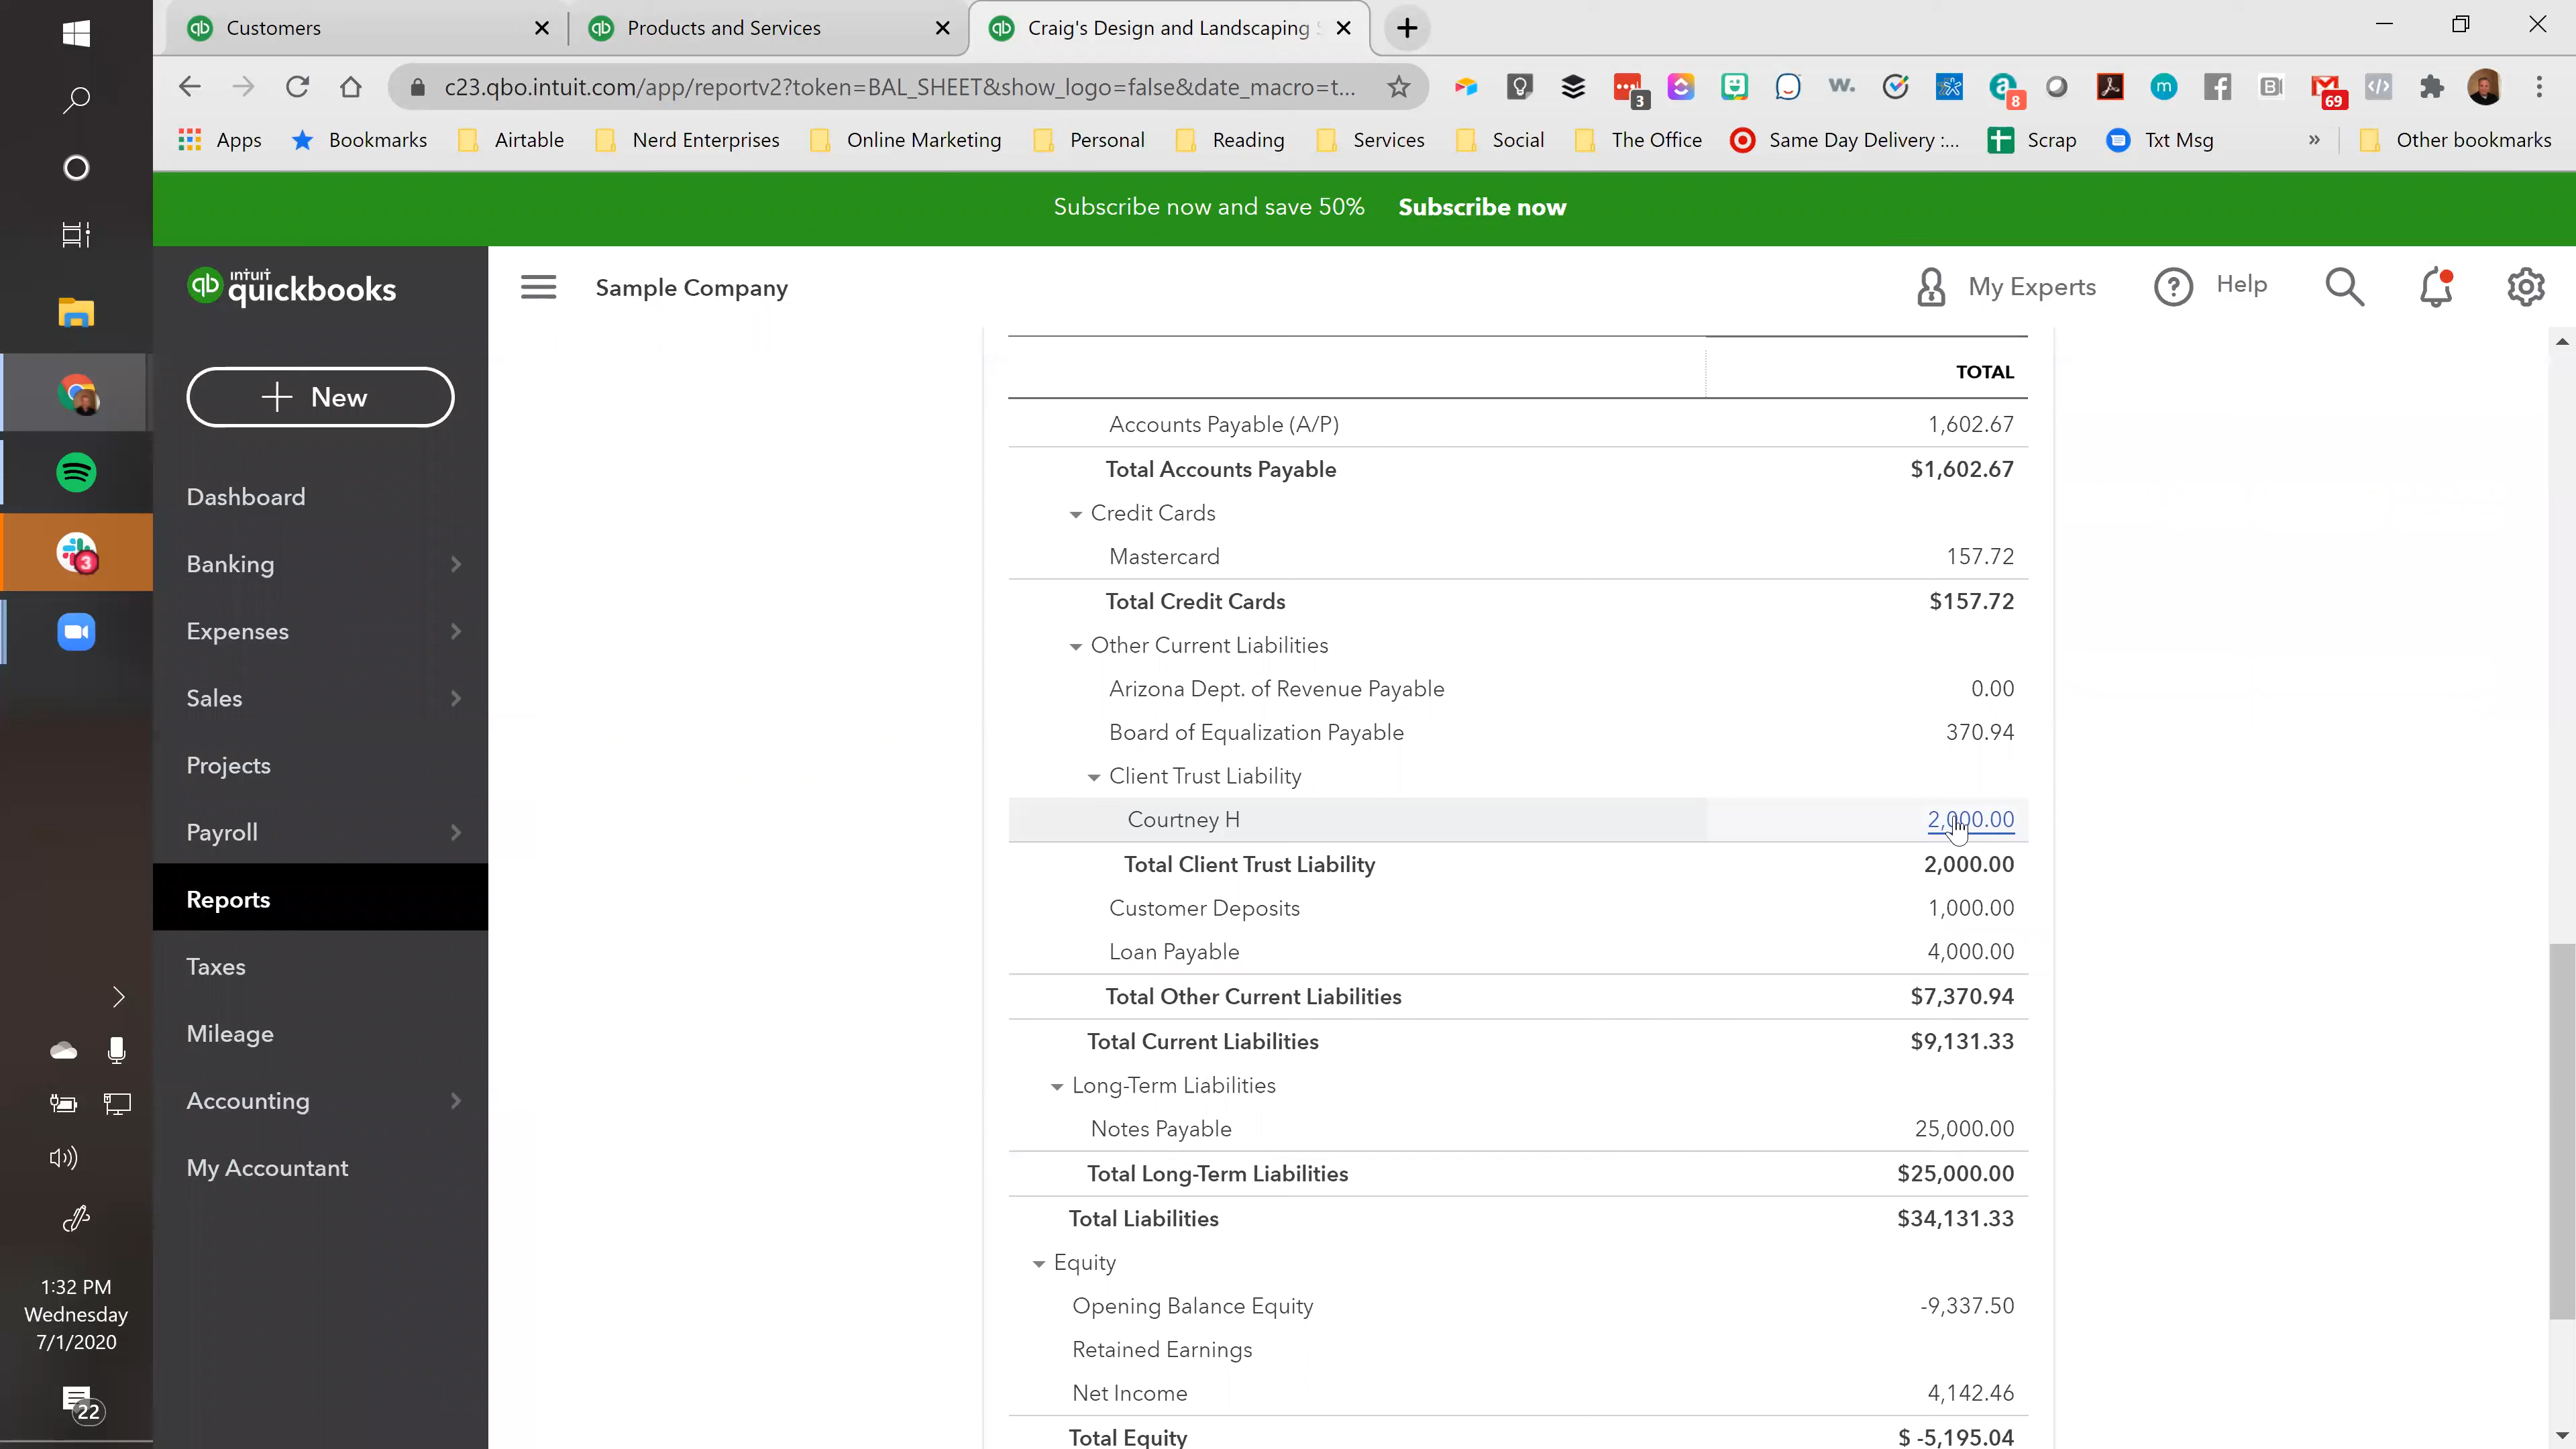 Customers
Products and Services
Craig's Design and Landscaping
c23.qbo.intuit.com/app/reportv2?token=BAL_SHEET&show_logo=false&date_macro=t...
3
8
69
Apps
Bookmarks
Airtable
Nerd Enterprises
Online Marketing
Personal
Reading
Services
Social
The Office
Same Day Delivery :...
Scrap
Txt Msg
»
Other bookmarks
Subscribe now and save 50% Subscribe now
qb intuit quickbooks
Sample Company
My Experts
Help
+ New
Dashboard
Banking
Expenses
Sales
Projects
Payroll
Reports
Taxes
Mileage
Accounting
My Accountant
TOTAL
Accounts Payable (A/P) 1,602.67
Total Accounts Payable $1,602.67
Credit Cards
Mastercard 157.72
Total Credit Cards $157.72
Other Current Liabilities
Arizona Dept. of Revenue Payable 0.00
Board of Equalization Payable 370.94
Client Trust Liability
Courtney H 2,000.00
Total Client Trust Liability 2,000.00
Customer Deposits 1,000.00
Loan Payable 4,000.00
Total Other Current Liabilities $7,370.94
Total Current Liabilities $9,131.33
Long-Term Liabilities
Notes Payable 25,000.00
Total Long-Term Liabilities $25,000.00
Total Liabilities $34,131.33
Equity
Opening Balance Equity -9,337.50
Retained Earnings
Net Income 4,142.46
Total Equity $ -5,195.04
3
1:32 PM
Wednesday
7/1/2020
22